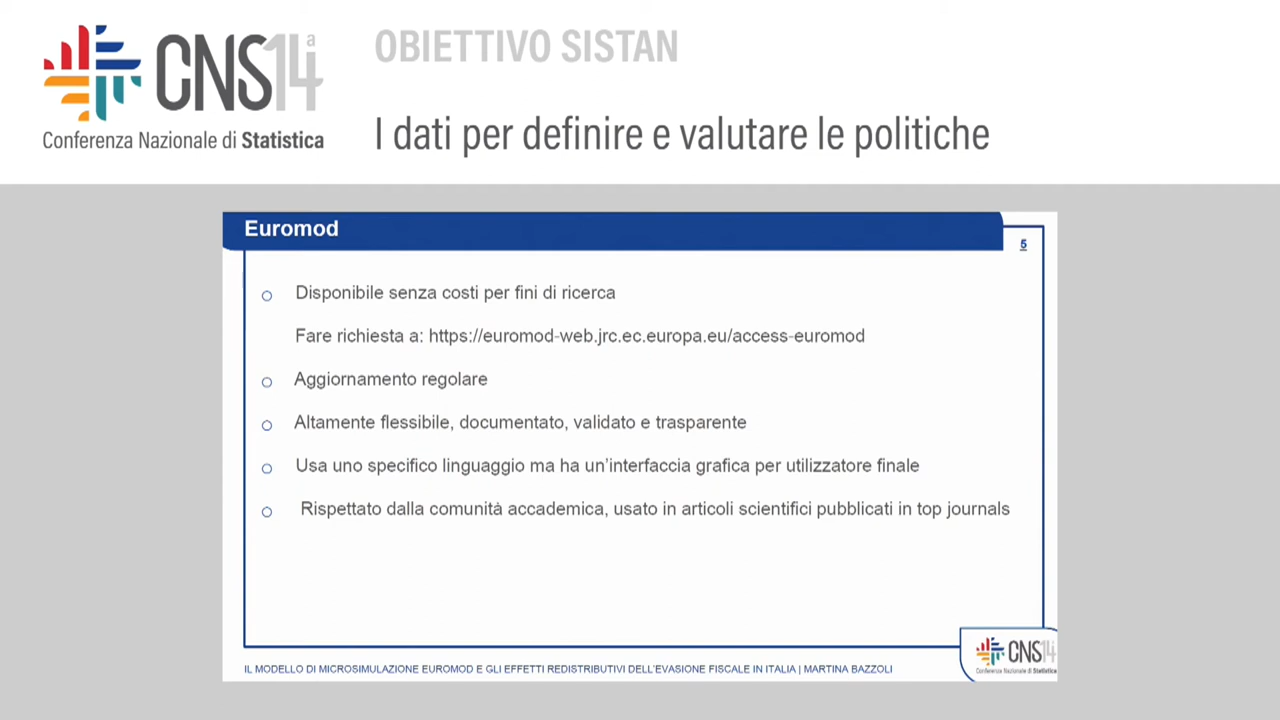 CNS14a
Conferenza Nazionale di Statistica
OBIETTIVO SISTAN
I dati per definire e valutare le politiche
Euromod
5
Disponibile senza costi per fini di ricerca
Fare richiesta a: https://euromod-web.jrc.ec.europa.eu/access-euromod
Aggiornamento regolare
Altamente flessibile, documentato, validato e trasparente
Usa uno specifico linguaggio ma ha un'interfaccia grafica per utilizzatore finale
Rispettato dalla comunità accademica, usato in articoli scientifici pubblicati in top journals
IL MODELLO DI MICROSIMULAZIONE EUROMOD E GLI EFFETTI REDISTRIBUTIVI DELL'EVASIONE FISCALE IN ITALIA | MARTINA BAZZOLI
CNS14
Conferenza Nazionale di Statistica